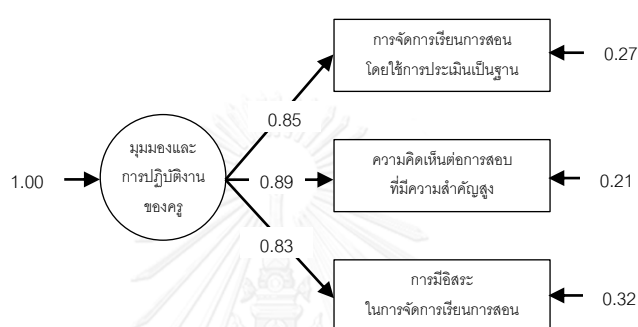 การจัดการเรียนการสอน
โดยใช้การประเมินเป็นฐาน
0.27
0.85
มุมมองและ
การปฏิบัติงาน
ของครู
1.00
0.89
ความคิดเห็นต่อการสอบ
ที่มีความสำคัญสูง
0.21
0.83
การมีอิสระ
ในการจัดการเรียนการสอน
0.32